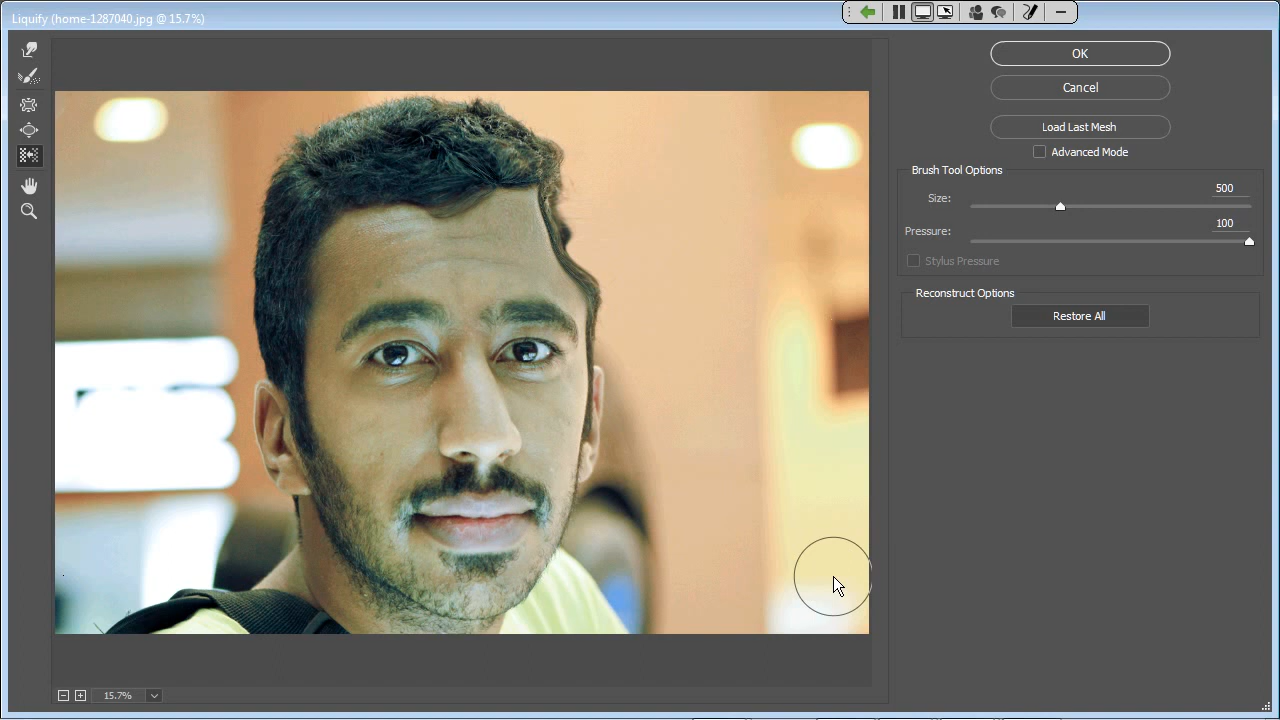 Liquify (home-1287040.jpg @ 15.7%)
OK
Cancel
Load Last Mesh
Advanced Mode
Brush Tool Options
Size:
500
Pressure:
100
Stylus Pressure
Reconstruct Options
Restore All
15.7%